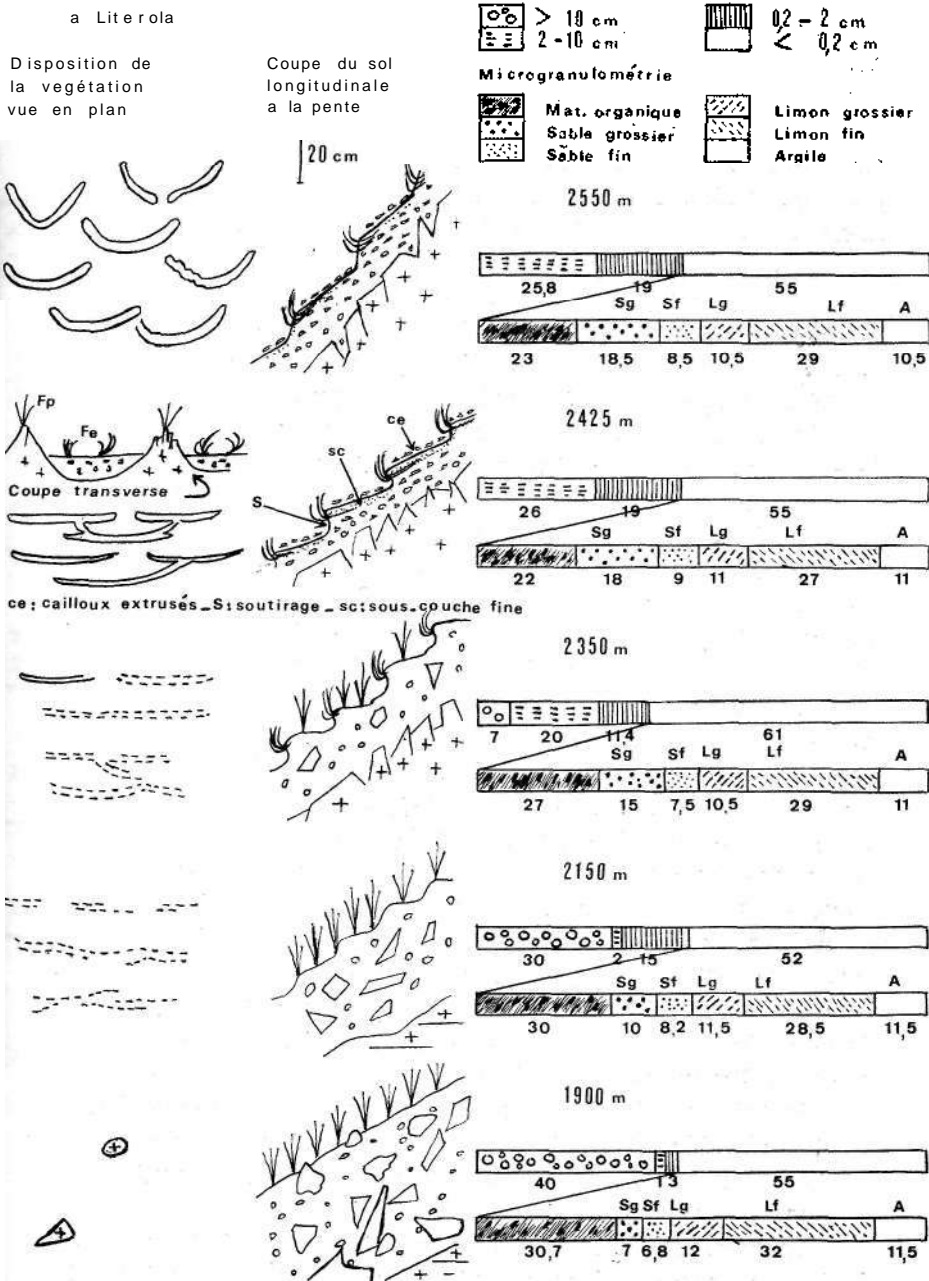 a Literola
Disposition de
la vegétation
vue en plan
Coupe du sol
longitudinale
a la pente
20 cm
> 10 cm
2-10 cm
0,2 - 2 cm
< 0,2 cm
Microgranulométrie
Mat. organique
Sable grossier
Sable fin
Limon grossier
Limon fin
Argile
2550 m
25,8 19 55
Sg Sf Lg Lf A
23 18,5 8,5 10,5 29 10,5
Fp
Fe
Coupe transverse
ce
sc
S
2425 m
26 19 55
Sg Sf Lg Lf A
22 18 9 11 27 11
ce: cailloux extrusés_S:soutirage_sc:sous.couche fine
2350 m
7 20 11,4 61
Sg Sf Lg Lf A
27 15 7,5 10,5 29 11
2150 m
30 2 15 52
Sg Sf Lg Lf A
30 10 8,2 11,5 28,5 11,5
1900 m
40 1 3 55
Sg Sf Lg Lf A
30,7 7 6,8 12 32 11,5